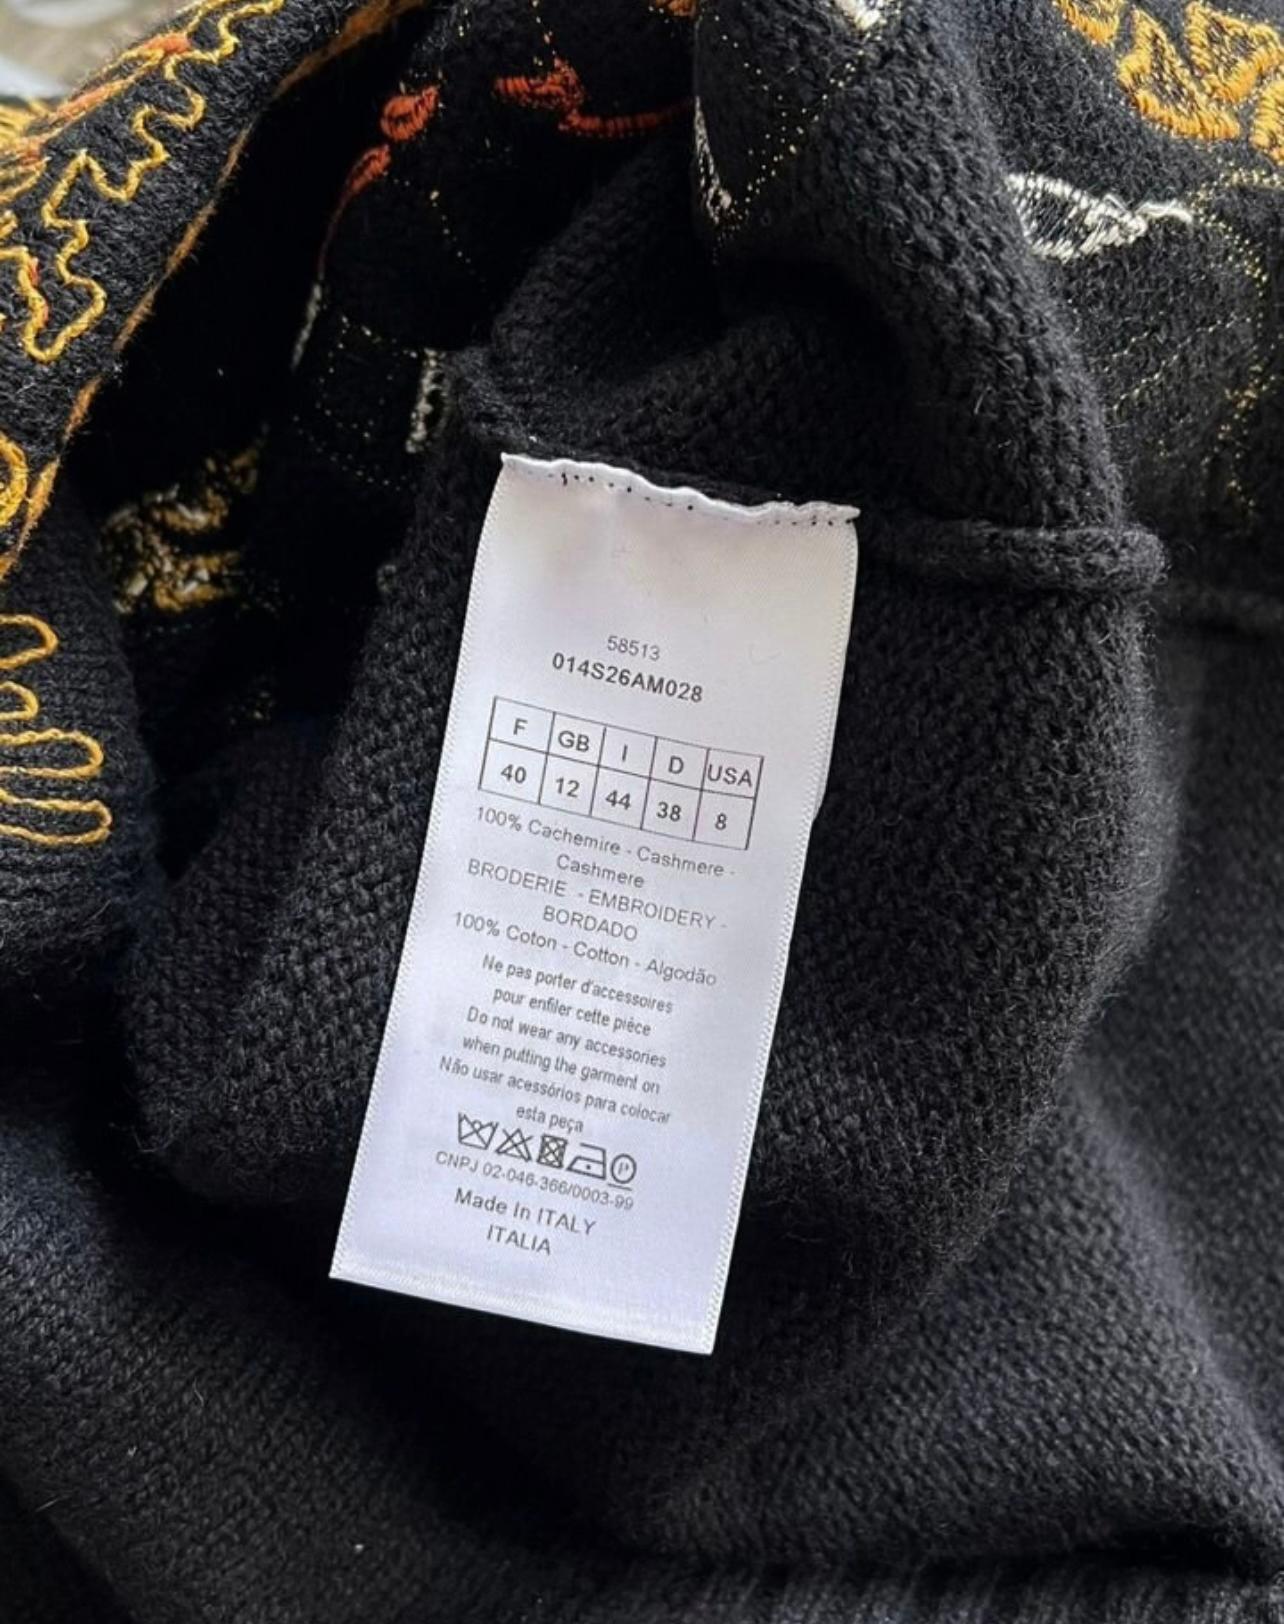 58513
014S26AM028
F GB I D USA
40 12 44 38 8
100% Cachemire - Cashmere -
Cashmere
BRODERIE - EMBROIDERY -
BORDADO
100% Coton - Cotton - Algodão
Ne pas porter d'accessoires
pour enfiler cette pièce
Do not wear any accessories
when putting the garment on
Não usar acessórios para colocar
esta peça
P
CNPJ 02-046-366/0003-99
Made In ITALY
ITALIA